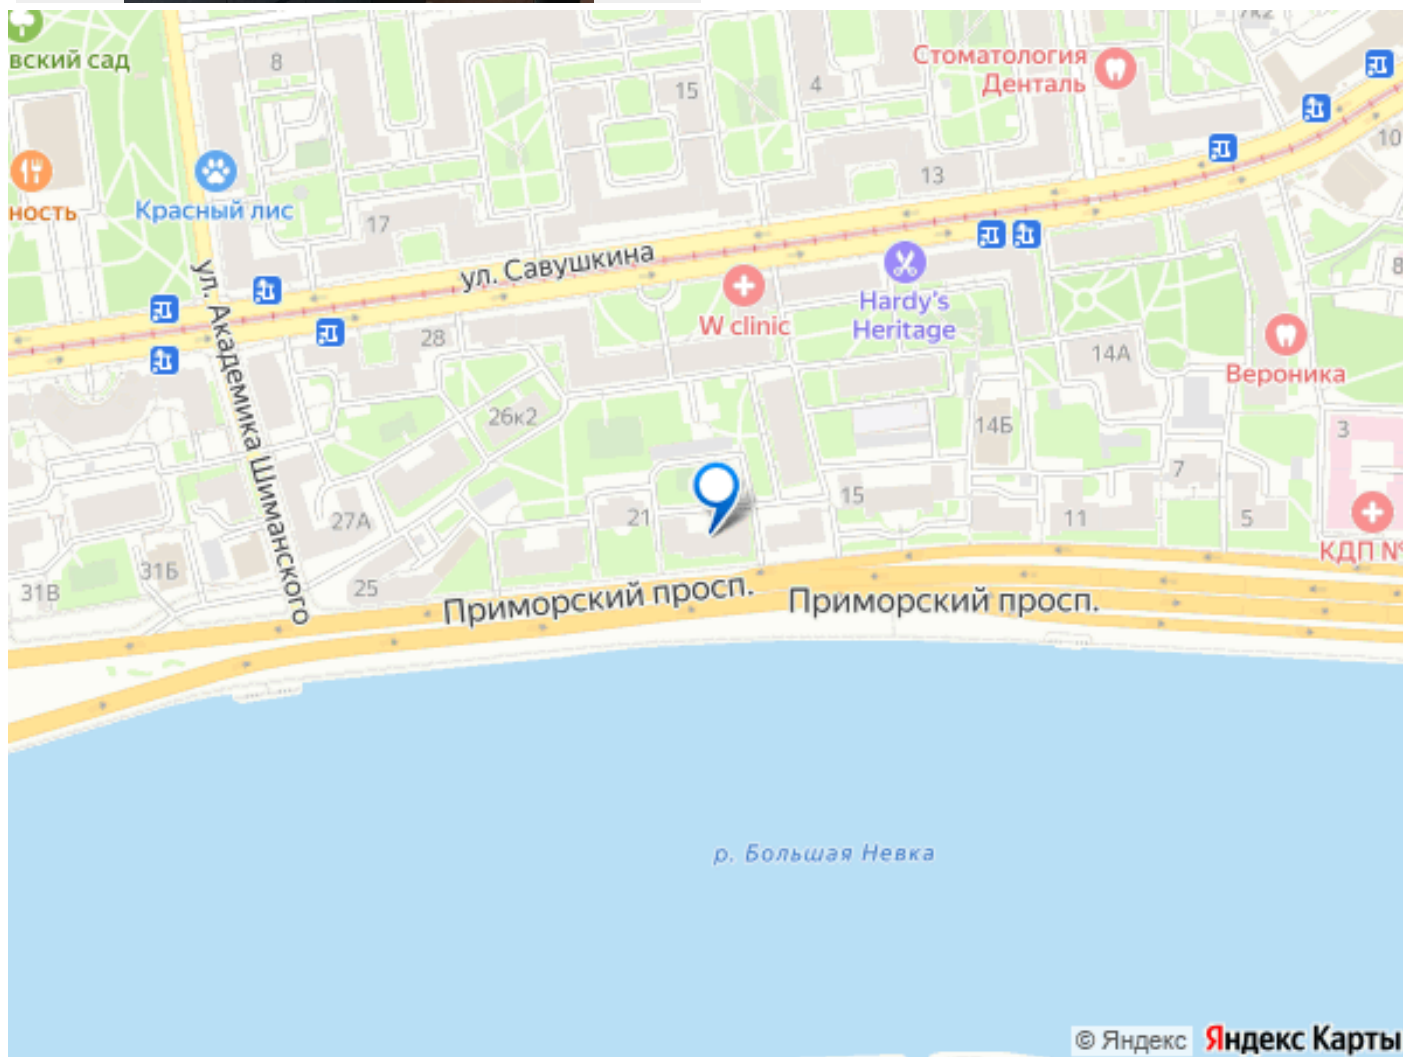 7к2
вский сад
8
Стоматология
Денталь
15
4
10
13
ность
Красный лис
17
ул. Савушкина
ул. Академика Шиманского
W clinic
Hardy's
Heritage
8
28
14А
Вероника
26к2
14Б
3
7
15
27А
21
11
5
КДП №
31Б
31В
25
Приморский просп.
Приморский просп.
р. Большая Невка
© Яндекс Яндекс Карты